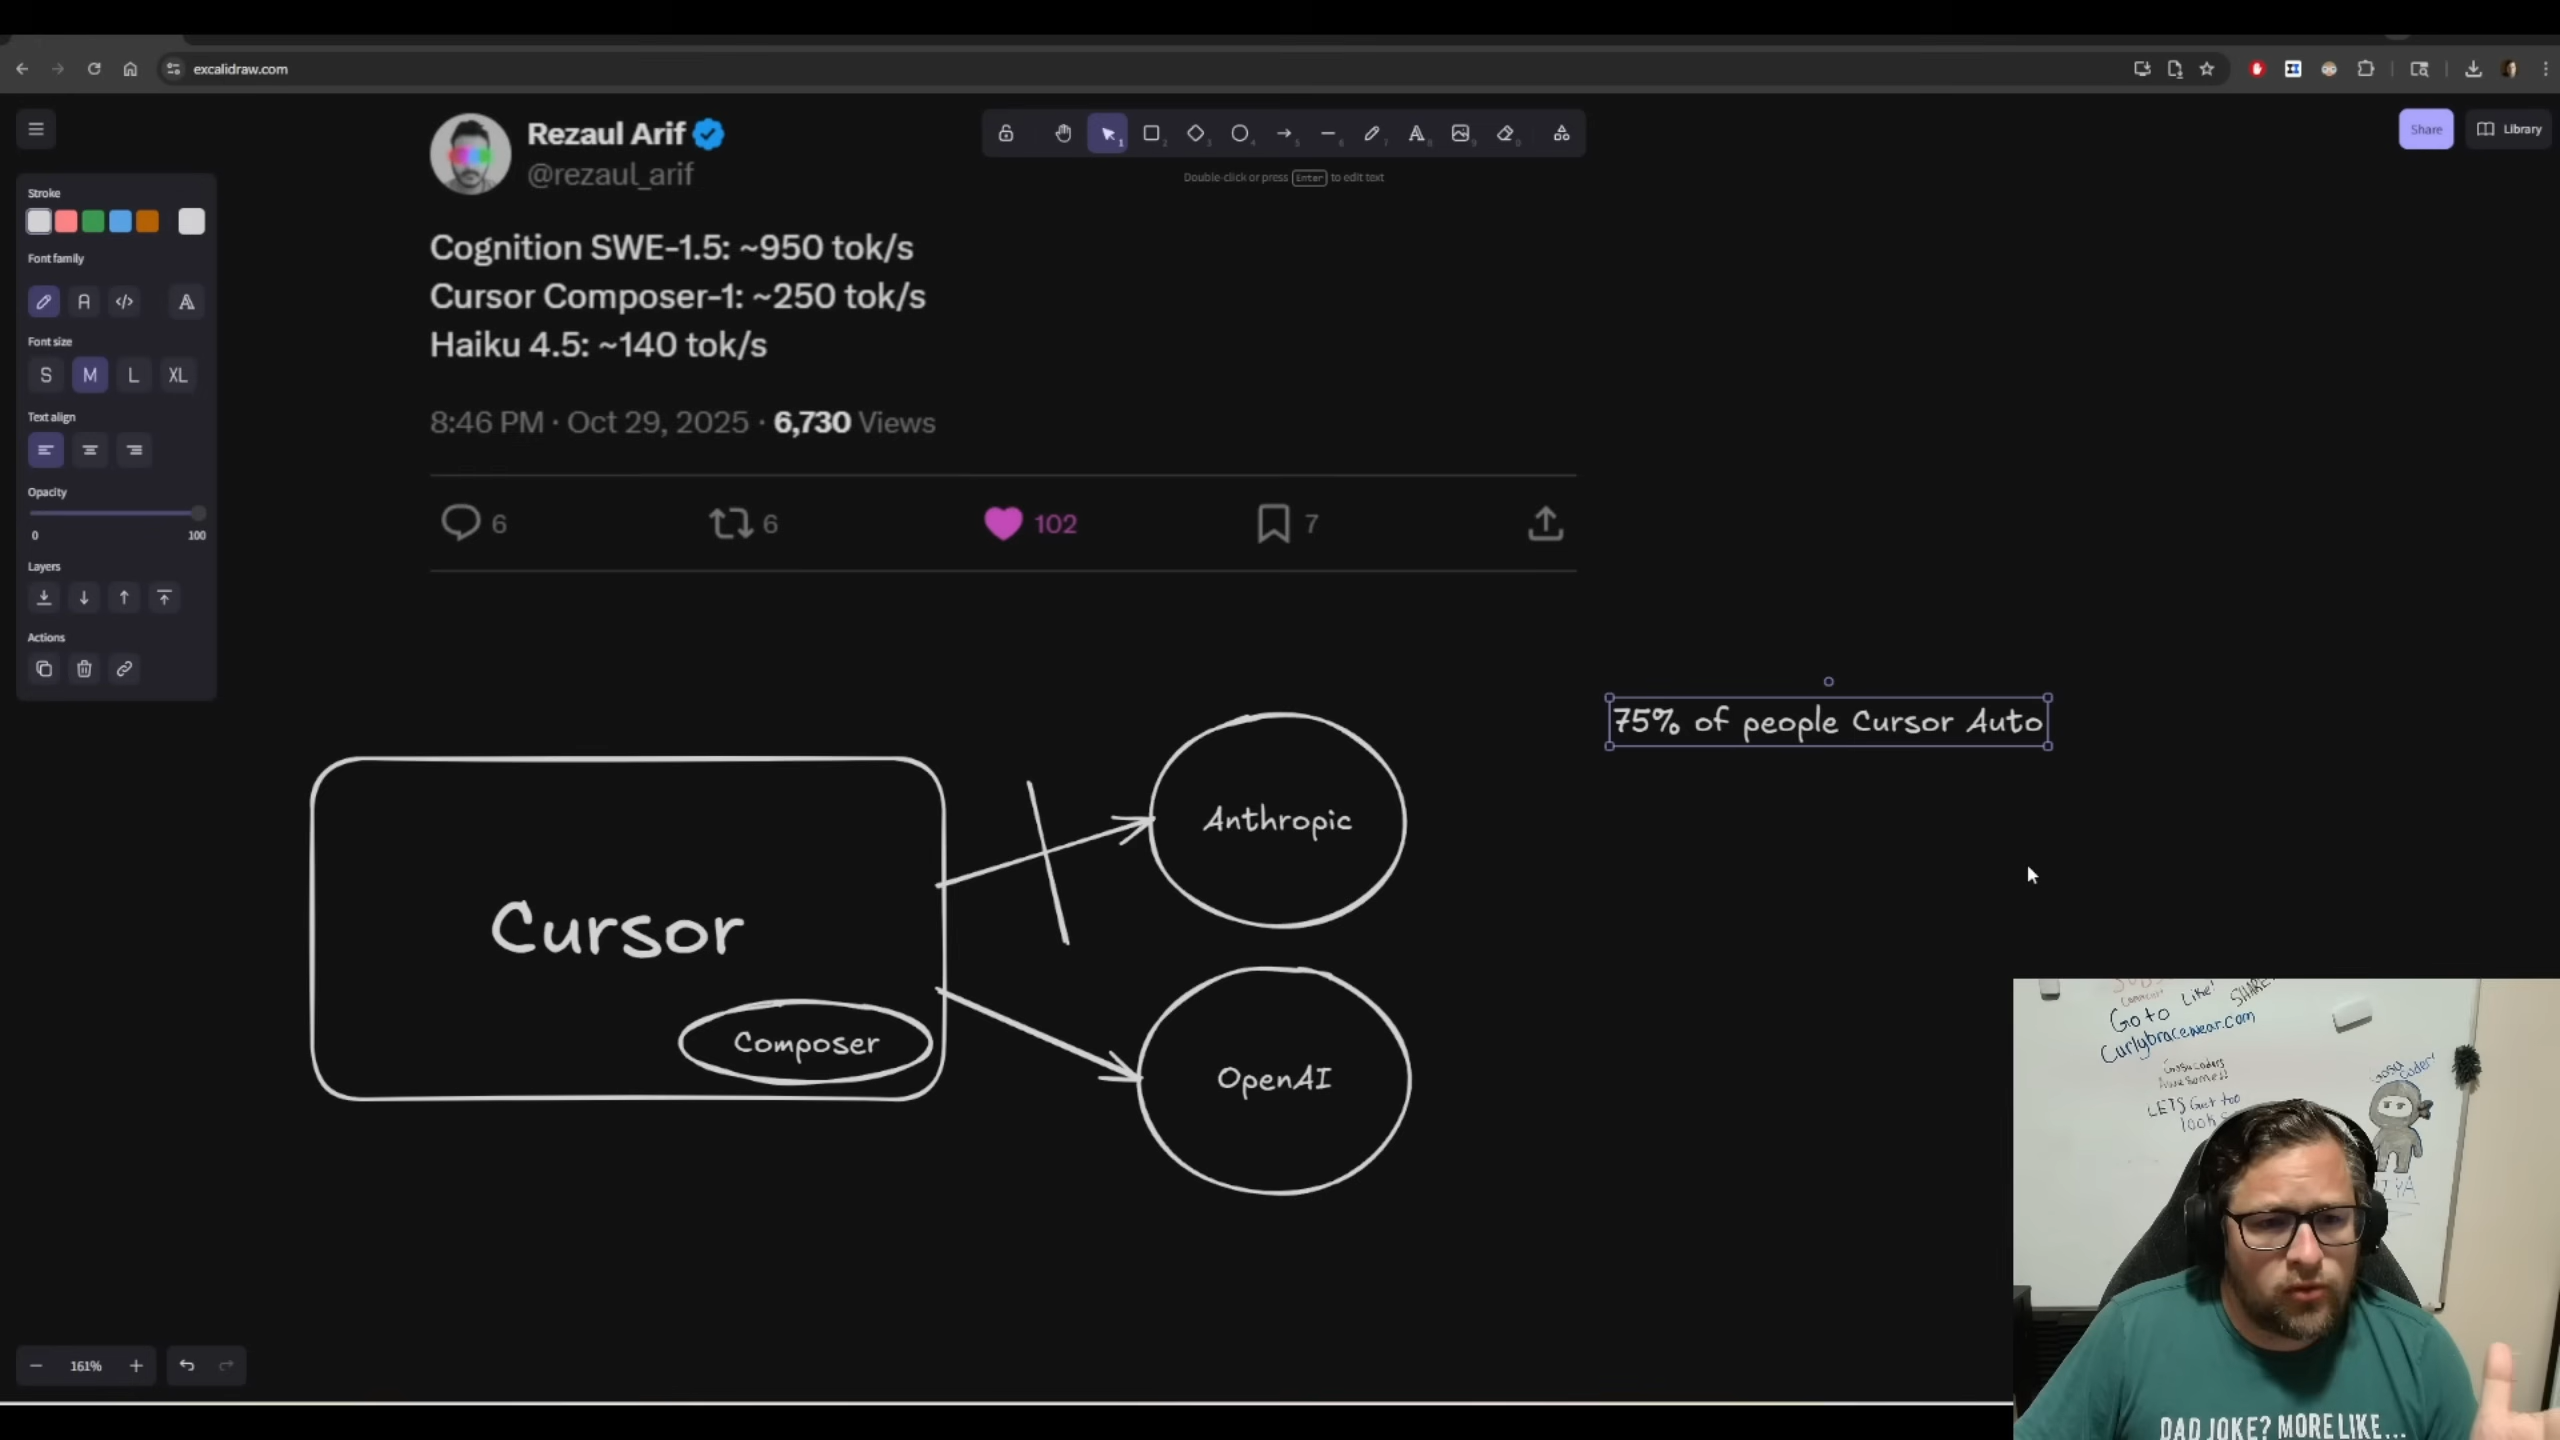 excalidraw.com
Share
Library
Rezaul Arif
@rezaul_arif
Double-click or press Enter to edit text
Cognition SWE-1.5: ~950 tok/s
Cursor Composer-1: ~250 tok/s
Haiku 4.5: ~140 tok/s
8:46 PM · Oct 29, 2025 · 6,730 Views
6
6
102
7
Stroke
Font family
Font size
S
M
L
XL
Text align
Opacity
0
100
Layers
Actions
75% of people Cursor Auto
Anthropic
Cursor
Composer
OpenAI
161%
Like!
SHARE!
Go to
Curlybracewear.com
LETS Get too
100k
DAD JOKE? MORE LIKE...